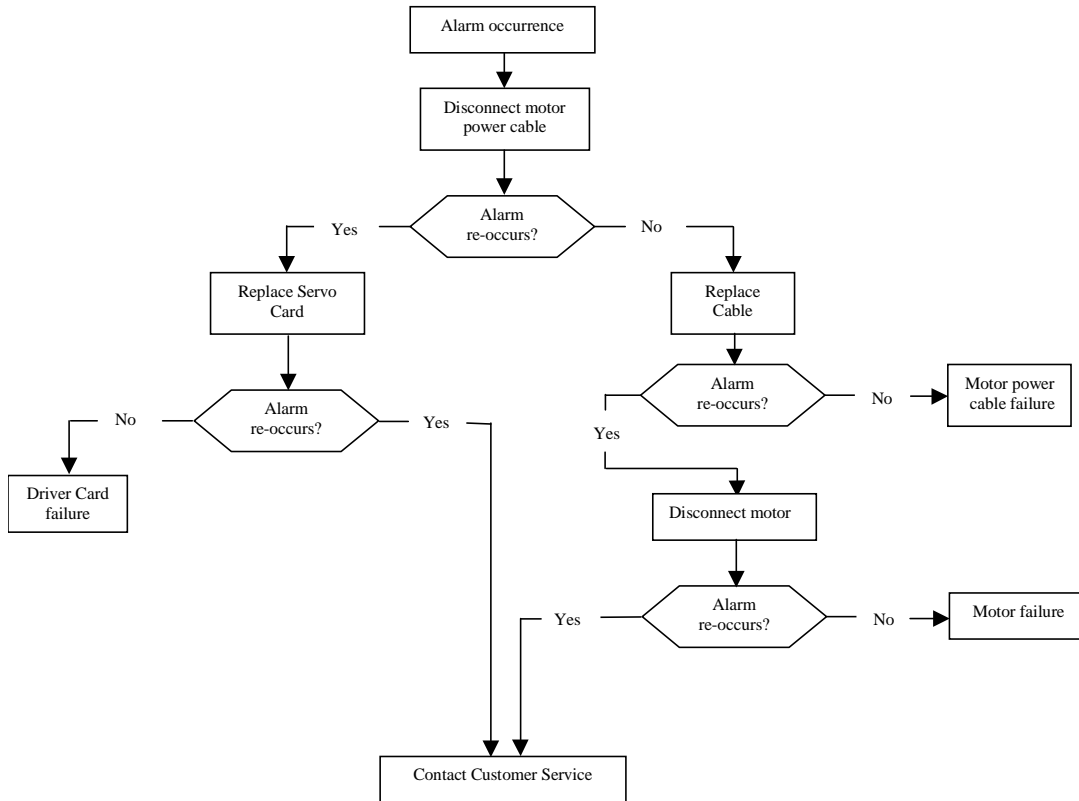 Alarm occurrence
Disconnect motor
power cable
Alarm
re-occurs?
Yes
No
Replace Servo
Card
Replace
Cable
Alarm
re-occurs?
No
Motor power
cable failure
No
Alarm
re-occurs?
Yes
Yes
Driver Card
failure
Disconnect motor
Yes
Alarm
re-occurs?
No
Motor failure
Contact Customer Service